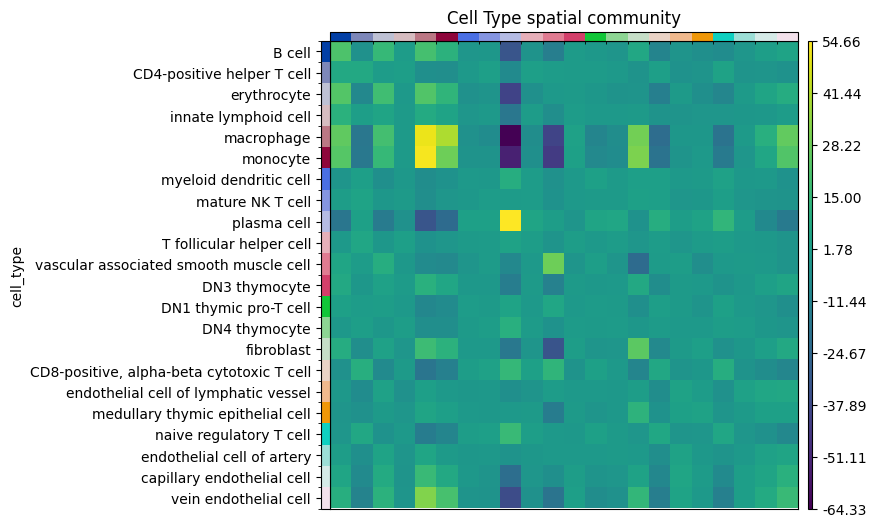 Cell Type spatial community
B cell
CD4-positive helper T cell
erythrocyte
innate lymphoid cell
macrophage
monocyte
myeloid dendritic cell
mature NK T cell
plasma cell
T follicular helper cell
vascular associated smooth muscle cell
DN3 thymocyte
DN1 thymic pro-T cell
DN4 thymocyte
fibroblast
CD8-positive, alpha-beta cytotoxic T cell
endothelial cell of lymphatic vessel
medullary thymic epithelial cell
naive regulatory T cell
endothelial cell of artery
capillary endothelial cell
vein endothelial cell
cell_type
54.66
41.44
28.22
15.00
1.78
-11.44
-24.67
-37.89
-51.11
-64.33